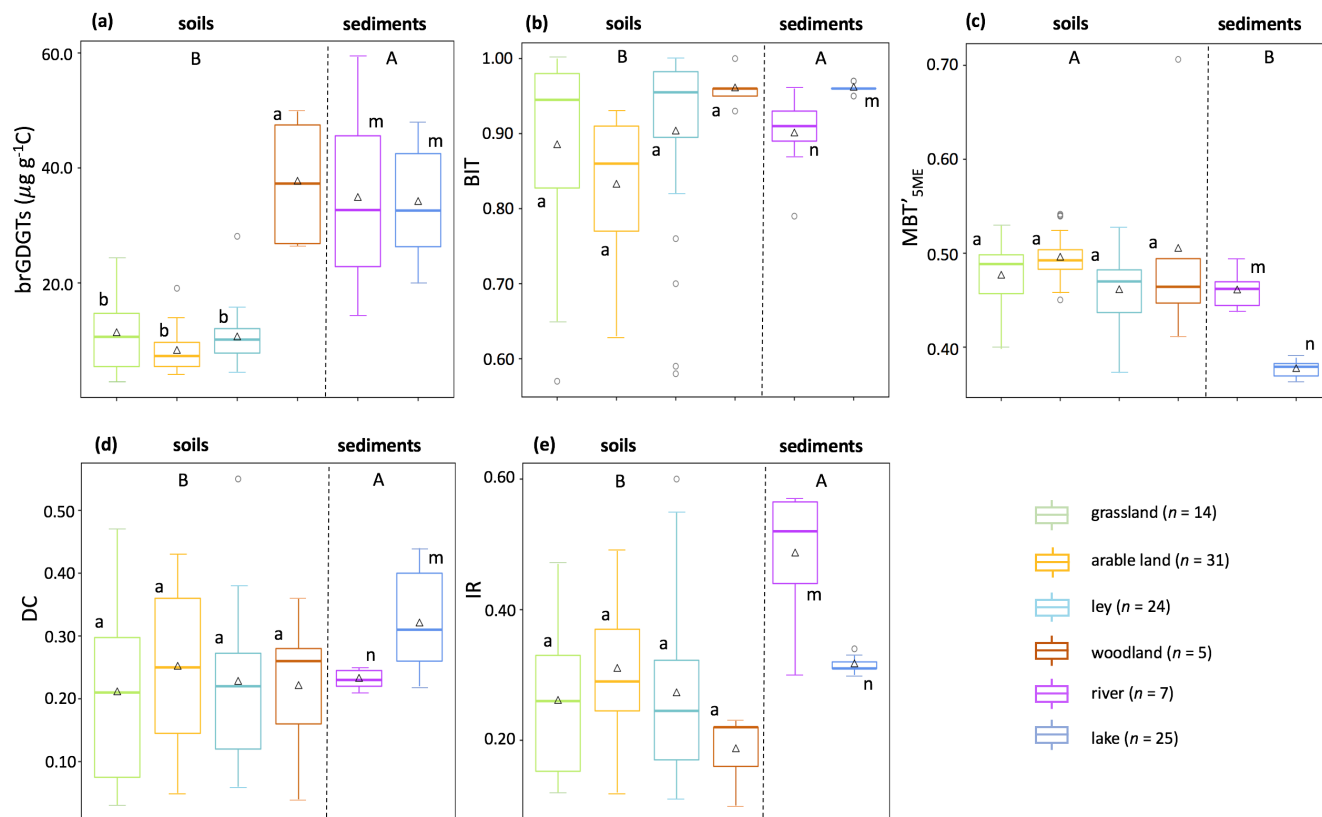 (a) soils sediments
B A
60.0
40.0
20.0
brGDGTs (µg g⁻¹C)
b b b a m m
(b) soils sediments
B A
1.00
0.90
0.80
0.70
0.60
BIT
a a a a n m
(c) soils sediments
A B
0.70
0.60
0.50
0.40
MBT'5ME
a a a a m n
(d) soils sediments
B A
0.50
0.40
0.30
0.20
0.10
DC
a a a a n m
(e) soils sediments
B A
0.60
0.40
0.20
IR
a a a a m n
grassland (n = 14)
arable land (n = 31)
ley (n = 24)
woodland (n = 5)
river (n = 7)
lake (n = 25)